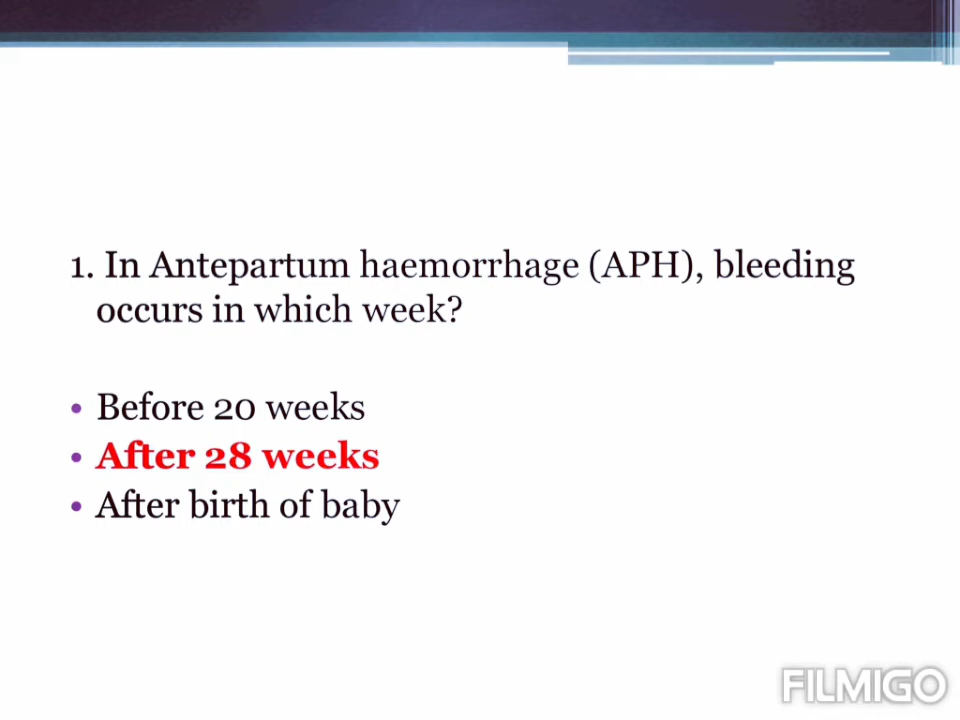 1. In Antepartum haemorrhage (APH), bleeding
occurs in which week?
• Before 20 weeks
• After 28 weeks
• After birth of baby
FILMIGO